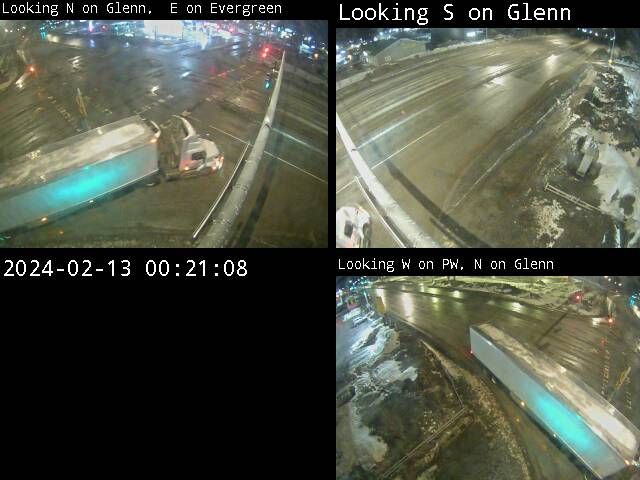 Looking N on Glenn,  E on Evergreen
Looking S on Glenn
2024-02-13 00:21:08
Looking W on PW, N on Glenn